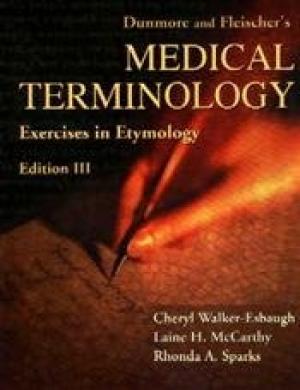 Dunmore and Fleischer's
MEDICAL
TERMINOLOGY
Exercises in Etymology
Edition III
Cheryl Walker-Esbaugh
Laine H. McCarthy
Rhonda A. Sparks